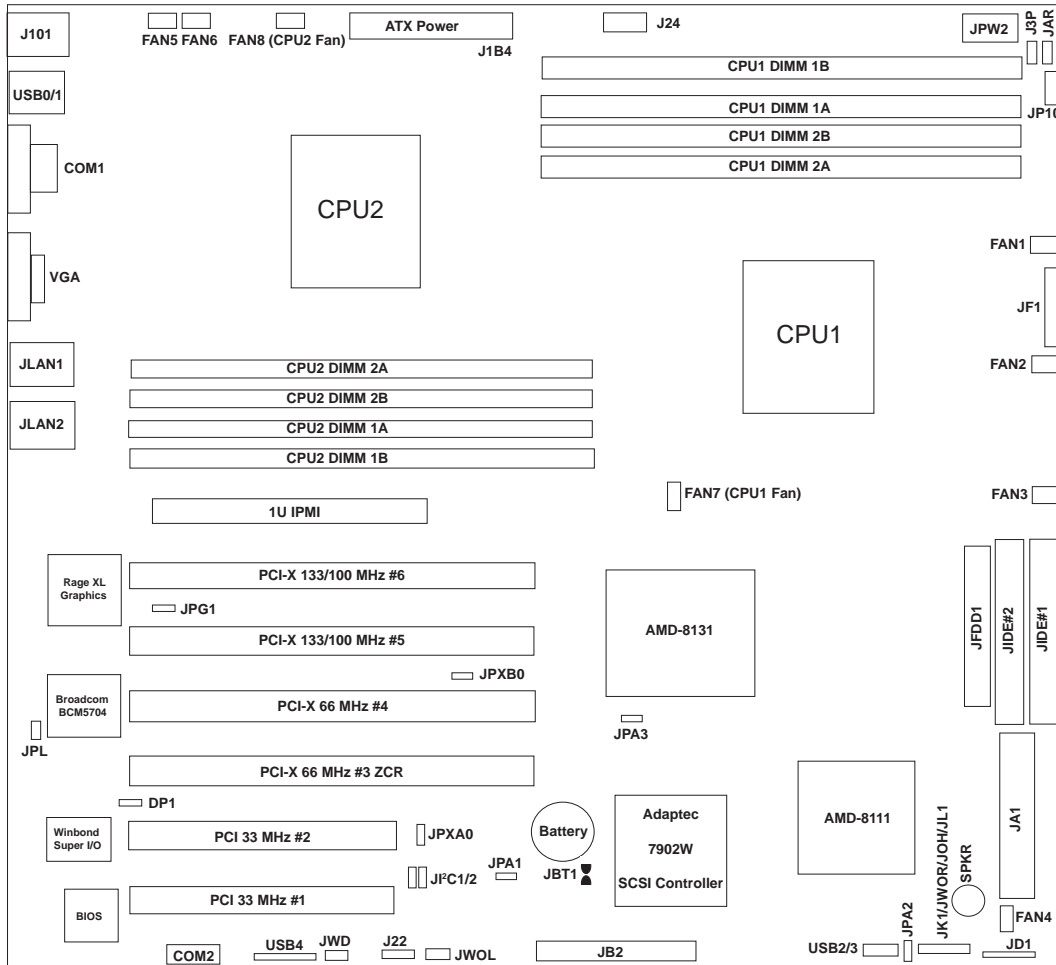 J101
FAN5 FAN6
FAN8 (CPU2 Fan)
ATX Power
J1B4
J24
JPW2
J3P
JAR
JP10
USB0/1
CPU1 DIMM 1B
CPU1 DIMM 1A
CPU1 DIMM 2B
CPU1 DIMM 2A
COM1
CPU2
VGA
FAN1
JF1
CPU1
FAN2
JLAN1
JLAN2
CPU2 DIMM 2A
CPU2 DIMM 2B
CPU2 DIMM 1A
CPU2 DIMM 1B
FAN7 (CPU1 Fan)
FAN3
1U IPMI
Rage XL
Graphics
PCI-X 133/100 MHz #6
JPG1
PCI-X 133/100 MHz #5
JPXB0
AMD-8131
JFDD1
JIDE#2
JIDE#1
Broadcom
BCM5704
PCI-X 66 MHz #4
JPL
JPA3
PCI-X 66 MHz #3 ZCR
DP1
Winbond
Super I/O
PCI 33 MHz #2
JPXA0
Battery
Adaptec
7902W
SCSI Controller
AMD-8111
JA1
JI²C1/2
JPA1
JBT1
BIOS
PCI 33 MHz #1
JK1/JWOR/JOH/JL1
SPKR
FAN4
COM2
USB4
JWD
J22
JWOL
JB2
USB2/3
JPA2
JD1